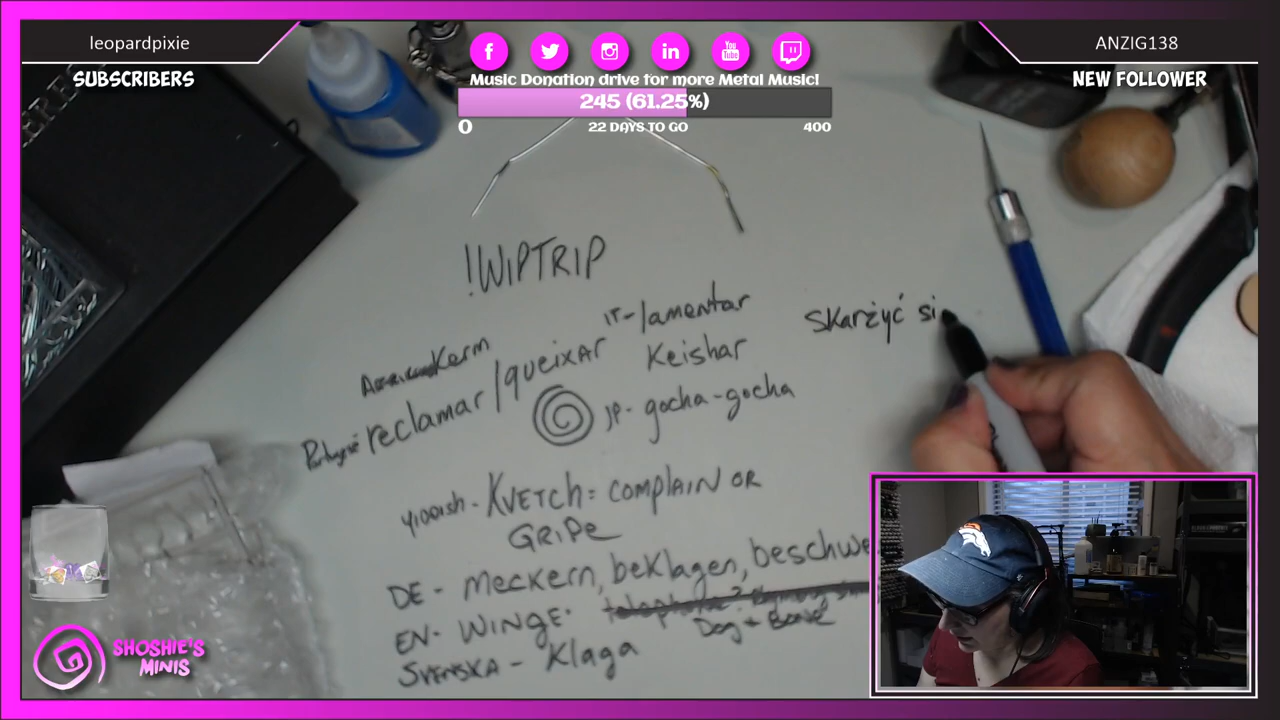 leopardpixie
SUBSCRIBERS
Music Donation drive for more Metal Music!
245 (61.25%)
0
22 DAYS TO GO
400
ANZIG138
NEW FOLLOWER
You
Tube
!WIPTRIP
IT-lamentar
Skarżyć si
Kerm
Keishar
reclamar/queixar
JP- gocha-gocha
YIDDISH- KVETCH= COMPLAIN OR
GRIPE
DE- meckern, beklagen, beschwe
EN- WINGE-
Dog + Bone
SVENSKA - Klaga
SHOSHIE'S
MINIS